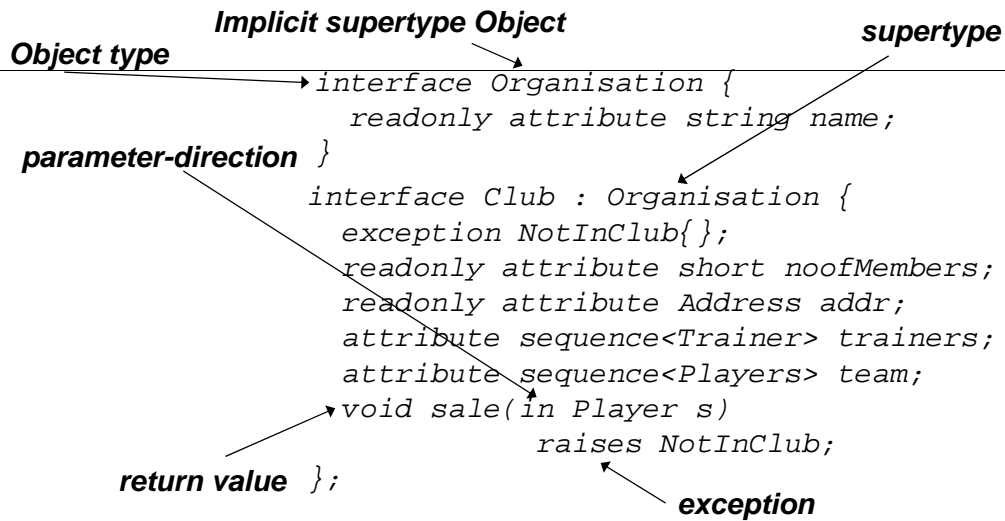 Implicit supertype Object
supertype
Object type
interface Organisation {
readonly attribute string name;
parameter-direction }
interface Club : Organisation {
exception NotInClub{};
readonly attribute short noofMembers;
readonly attribute Address addr;
attribute sequence<Trainer> trainers;
attribute sequence<Players> team;
void sale(in Player s)
raises NotInClub;
return value };
exception